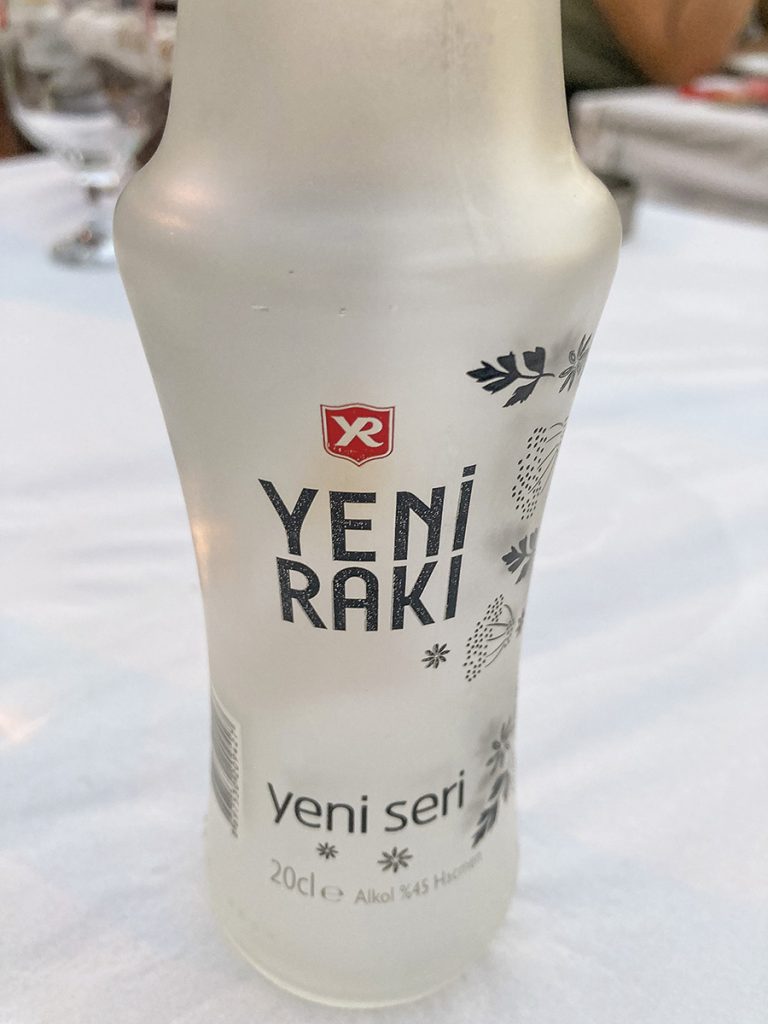 YR
YENİ
RAKI
yeni seri
20cl ℮ Alkol %45 Hacmen